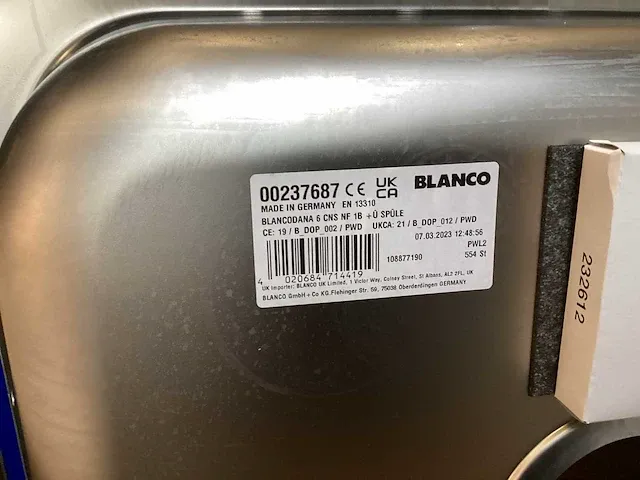 00237687 CE UK CA BLANCO
MADE IN GERMANY EN 13310
BLANCODANA 6 CNS NF 1B +Ü SPÜLE
CE: 19 / B_DOP_002 / PWD UKCA: 21 / B_DOP_012 / PWD
07.03.2023 12:48:56
PWL2
108877190 554 St
4 020684 714419
UK Importer: BLANCO UK Limited, 1 Victor Way, Colney Street, St Albans, AL2 2FL, UK
BLANCO GmbH + Co KG, Flehinger Str. 59, 75038 Oberderdingen GERMANY
232612